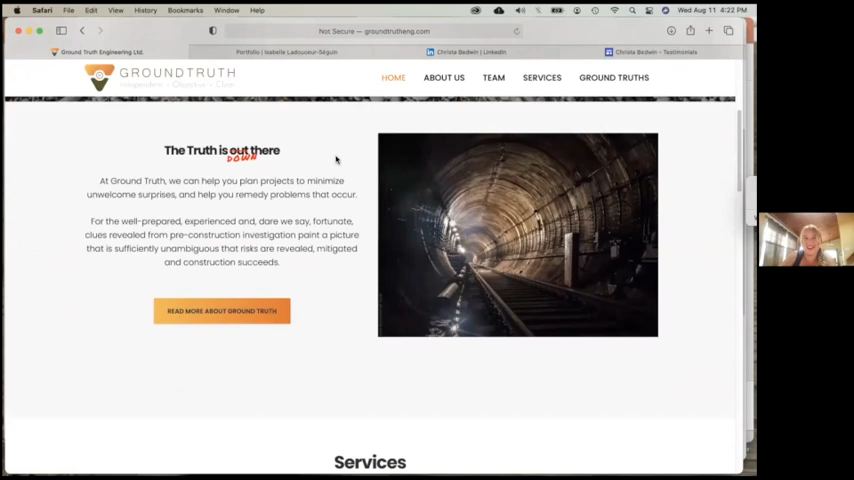 Safari File Edit View History Bookmarks Window Help Wed Aug 11 4:22 PM
Not Secure — groundtrutheng.com
Ground Truth Engineering Ltd. Portfolio | Isabelle Ladouceur-Séguin Christa Bedwin | LinkedIn Christa Bedwin – Testimonials
GROUNDTRUTH
Independent – Objective – Clear
HOME ABOUT US TEAM SERVICES GROUND TRUTHS
The Truth is out there
DOWN
At Ground Truth, we can help you plan projects to minimize
unwelcome surprises, and help you remedy problems that occur.
For the well-prepared, experienced and, dare we say, fortunate,
clues revealed from pre-construction investigation paint a picture
that is sufficiently unambiguous that risks are revealed, mitigated
and construction succeeds.
READ MORE ABOUT GROUND TRUTH
Services